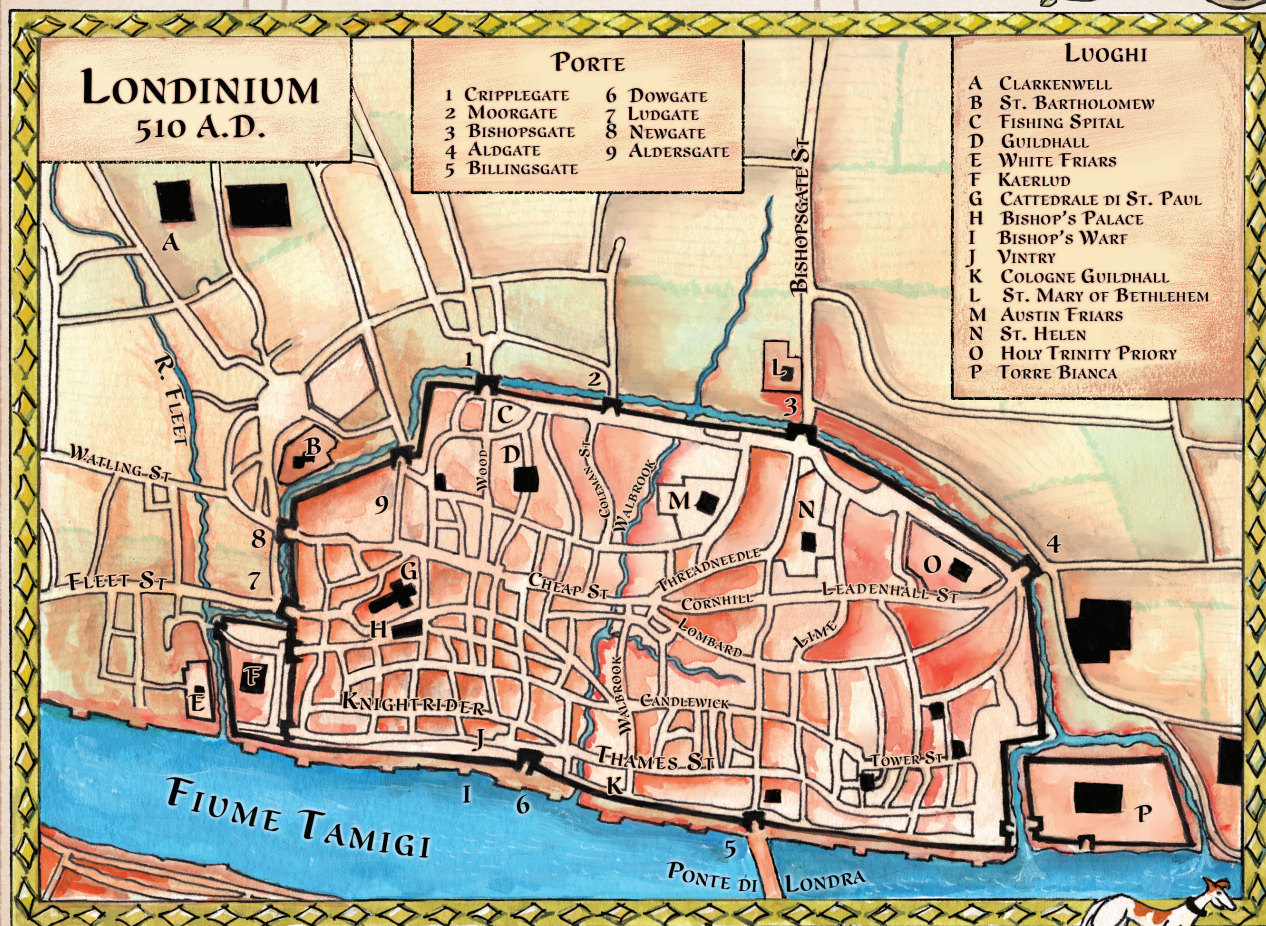 Londinium
510 A.D.
Porte
1 Cripplegate
2 Moorgate
3 Bishopsgate
4 Aldgate
5 Billingsgate
6 Dowgate
7 Ludgate
8 Newgate
9 Aldersgate
Luoghi
A Clarkenwell
B St. Bartholomew
C Fishing Spital
D Guildhall
E White Friars
F Kaerlud
G Cattedrale di St. Paul
H Bishop's Palace
I Bishop's Warf
J Vintry
K Cologne Guildhall
L St. Mary of Bethlehem
M Austin Friars
N St. Helen
O Holy Trinity Priory
P Torre Bianca
Bishopsgate St
A
R. Fleet
1
2
L
3
C
B
Watling St
Wood
D
Coleman St
Walbrook
M
N
9
8
4
7
Fleet St
G
Cheap St
Threadneedle
O
Cornhill
Leadenhall St
H
Lombard
Lime
F
E
Knightrider
Walbrook
Candlewick
J
Thames St
Tower St
K
I
6
P
Fiume Tamigi
5
Ponte di Londra